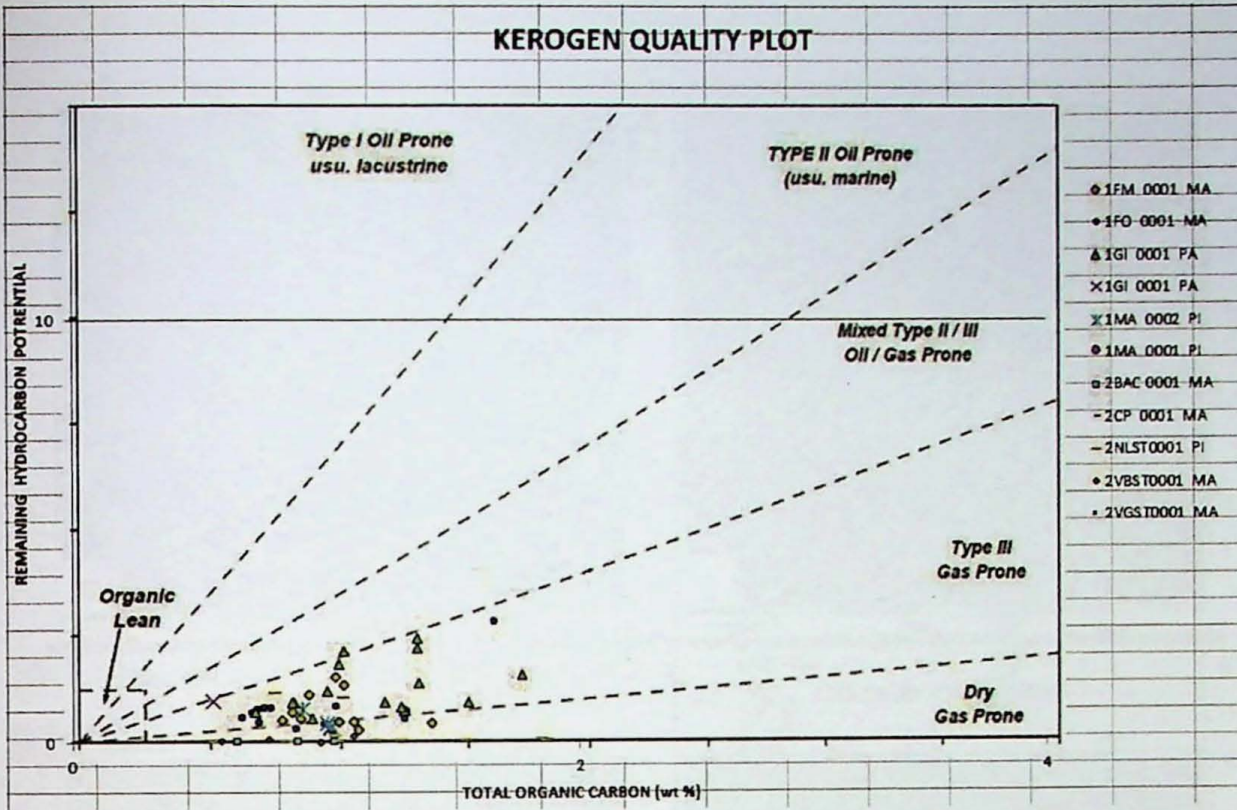 KEROGEN QUALITY PLOT
Type I Oil Prone
usu. lacustrine
TYPE II Oil Prone
(usu. marine)
Mixed Type II / III
Oil / Gas Prone
Type III
Gas Prone
Dry
Gas Prone
Organic
Lean
REMAINING HYDROCARBON POTRENTIAL
10
0
0
2
4
TOTAL ORGANIC CARBON (wt %)
1FM 0001 MA
1FO 0001 MA
1GI 0001 PA
1GI 0001 PA
1MA 0002 PI
1MA 0001 PI
2BAC 0001 MA
2CP 0001 MA
2NLST0001 PI
2VBST0001 MA
2VGST0001 MA